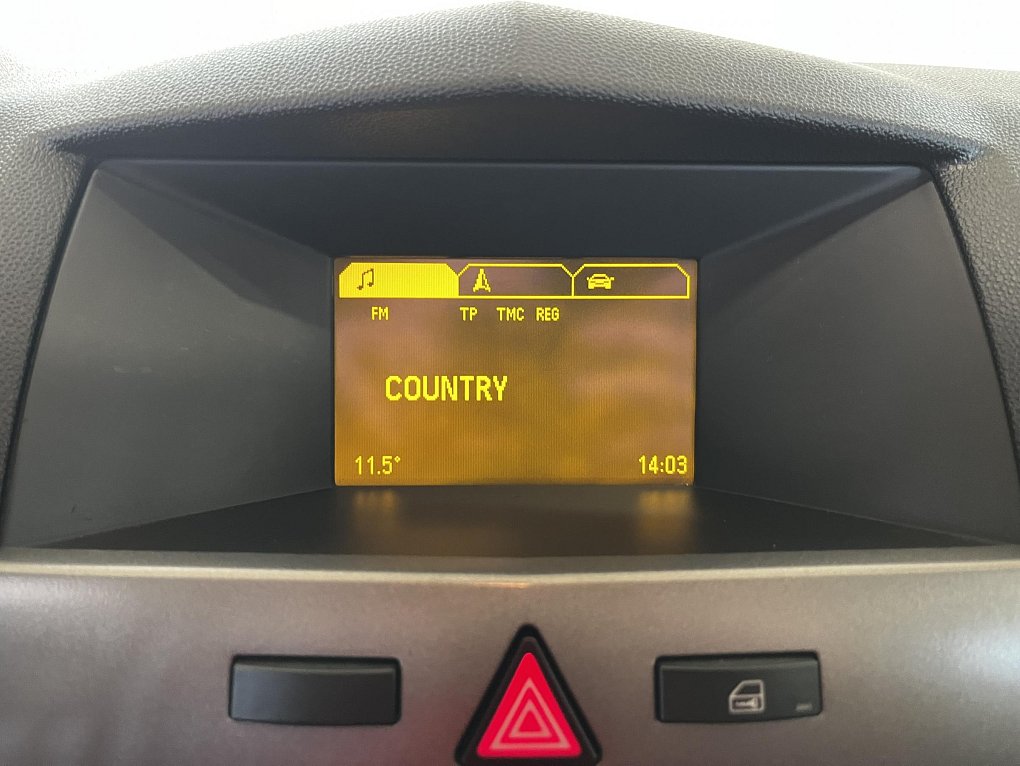 FM TP TMC REG
COUNTRY
11.5° 14:03